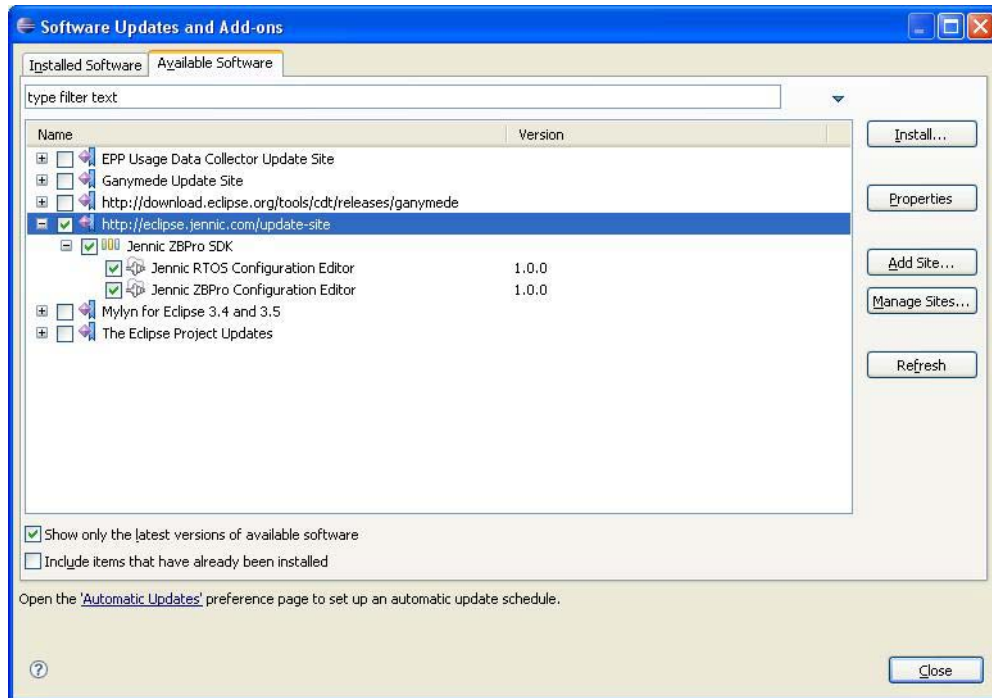 Software Updates and Add-ons
Installed Software Available Software
type filter text
Name Version
Install...
EPP Usage Data Collector Update Site
Ganymede Update Site
http://download.eclipse.org/tools/cdt/releases/ganymede
Properties
http://eclipse.jennic.com/update-site
Jennic ZBPro SDK
Jennic RTOS Configuration Editor 1.0.0
Add Site...
Jennic ZBPro Configuration Editor 1.0.0
Manage Sites...
Mylyn for Eclipse 3.4 and 3.5
The Eclipse Project Updates
Refresh
Show only the latest versions of available software
Include items that have already been installed
Open the 'Automatic Updates' preference page to set up an automatic update schedule.
?
Close